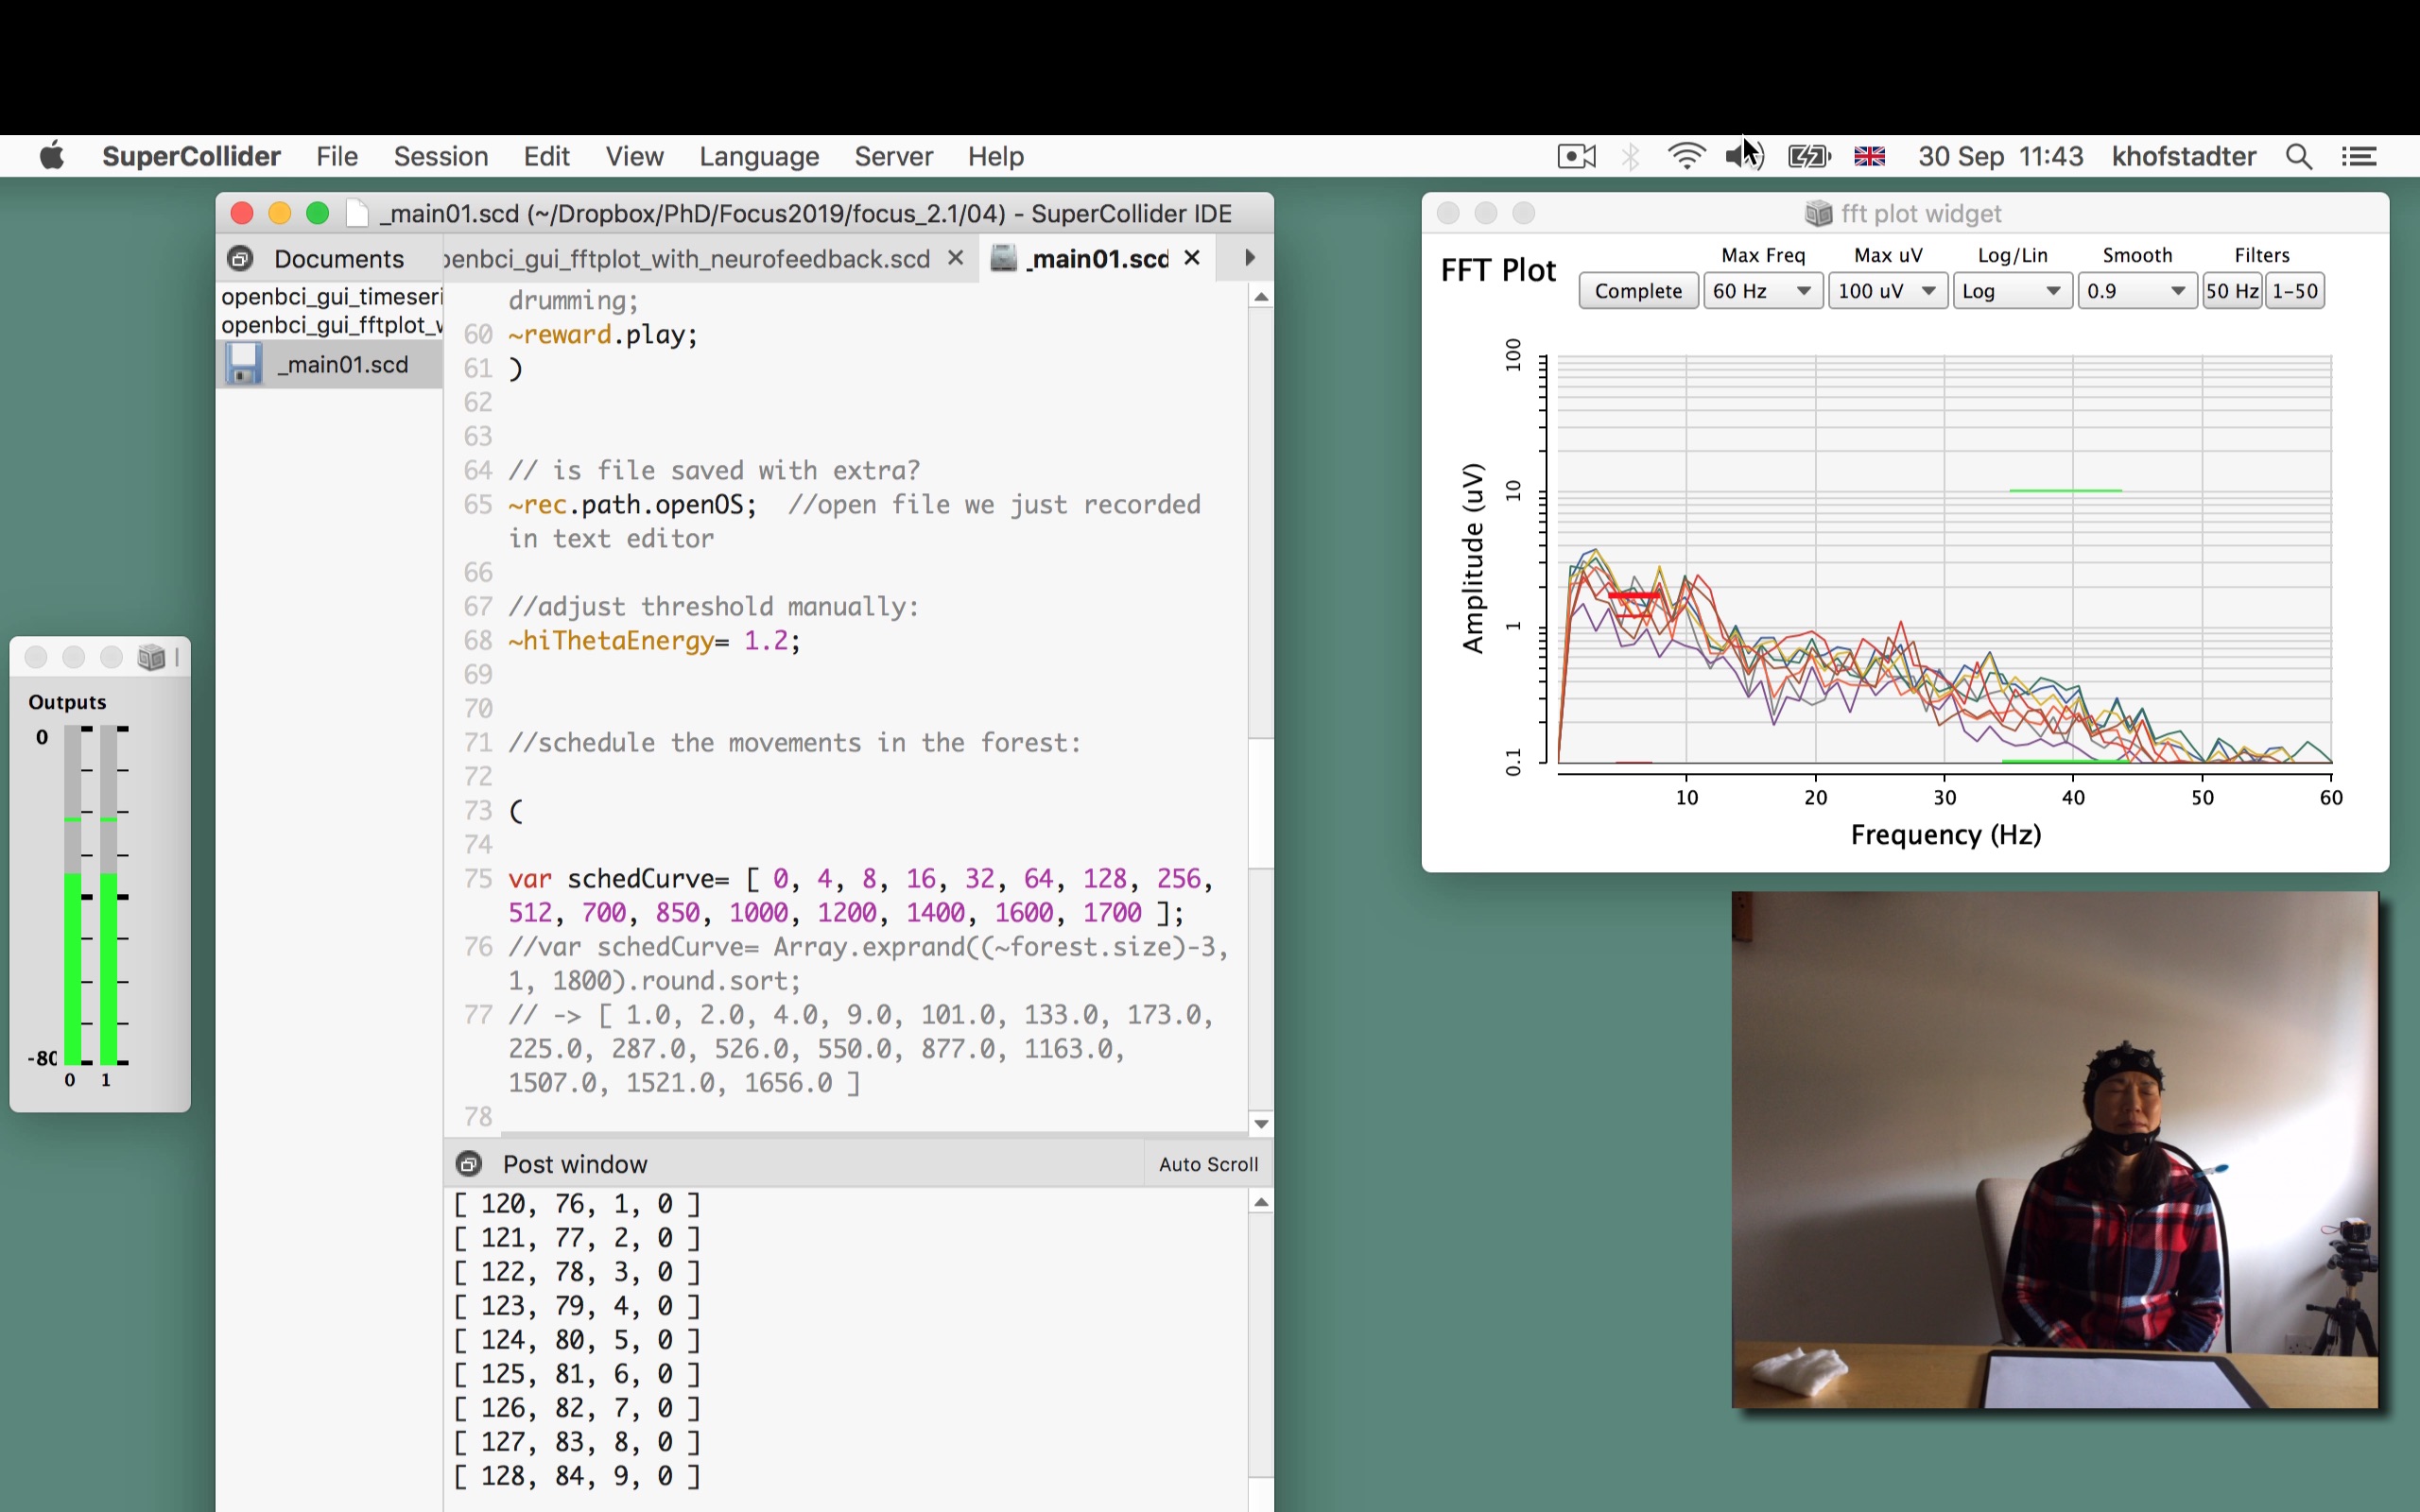 SuperCollider File Session Edit View Language Server Help 30 Sep 11:43 khofstadter
_main01.scd (~/Dropbox/PhD/Focus2019/focus_2.1/04) - SuperCollider IDE
Documents
penbci_gui_fftplot_with_neurofeedback.scd
_main01.scd
openbci_gui_timeseri
openbci_gui_fftplot_v
_main01.scd
drumming;
60 ~reward.play;
61 )
62
63
64 // is file saved with extra?
65 ~rec.path.openOS;  //open file we just recorded
in text editor
66
67 //adjust threshold manually:
68 ~hiThetaEnergy= 1.2;
69
70
71 //schedule the movements in the forest:
72
73 (
74
75 var schedCurve= [ 0, 4, 8, 16, 32, 64, 128, 256,
512, 700, 850, 1000, 1200, 1400, 1600, 1700 ];
76 //var schedCurve= Array.exprand((~forest.size)-3,
1, 1800).round.sort;
77 // -> [ 1.0, 2.0, 4.0, 9.0, 101.0, 133.0, 173.0,
225.0, 287.0, 526.0, 550.0, 877.0, 1163.0,
1507.0, 1521.0, 1656.0 ]
78
Post window
Auto Scroll
[ 120, 76, 1, 0 ]
[ 121, 77, 2, 0 ]
[ 122, 78, 3, 0 ]
[ 123, 79, 4, 0 ]
[ 124, 80, 5, 0 ]
[ 125, 81, 6, 0 ]
[ 126, 82, 7, 0 ]
[ 127, 83, 8, 0 ]
[ 128, 84, 9, 0 ]
Outputs
0
-80
0 1
fft plot widget
FFT Plot
Max Freq Max uV Log/Lin Smooth Filters
Complete 60 Hz 100 uV Log 0.9 50 Hz 1-50
Amplitude (uV)
100
10
1
0.1
10 20 30 40 50 60
Frequency (Hz)